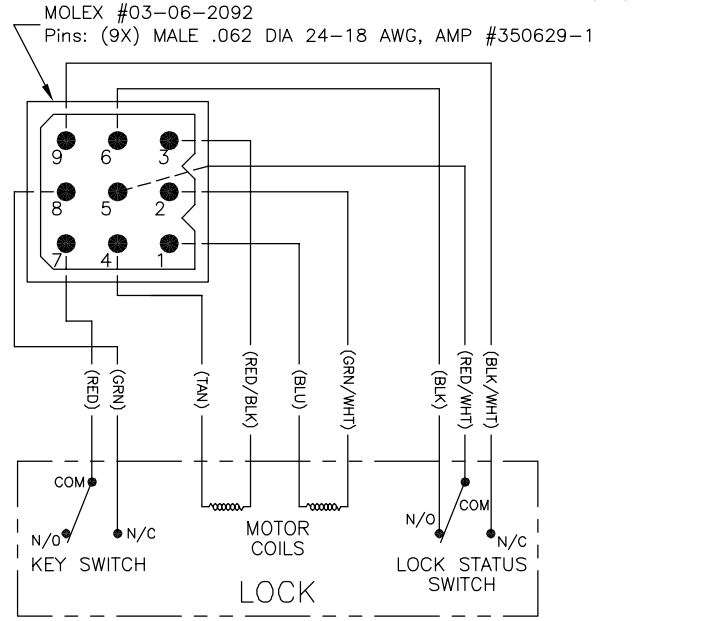 MOLEX #03-06-2092
Pins: (9X) MALE .062 DIA 24-18 AWG, AMP #350629-1
9 6 3
8 5 2
7 4 1
(RED)
(GRN)
(TAN)
(RED/BLK)
(BLU)
(GRN/WHT)
(BLK)
(RED/WHT)
(BLK/WHT)
COM
N/O
N/C
KEY SWITCH
MOTOR
COILS
COM
N/O
N/C
LOCK STATUS
SWITCH
LOCK